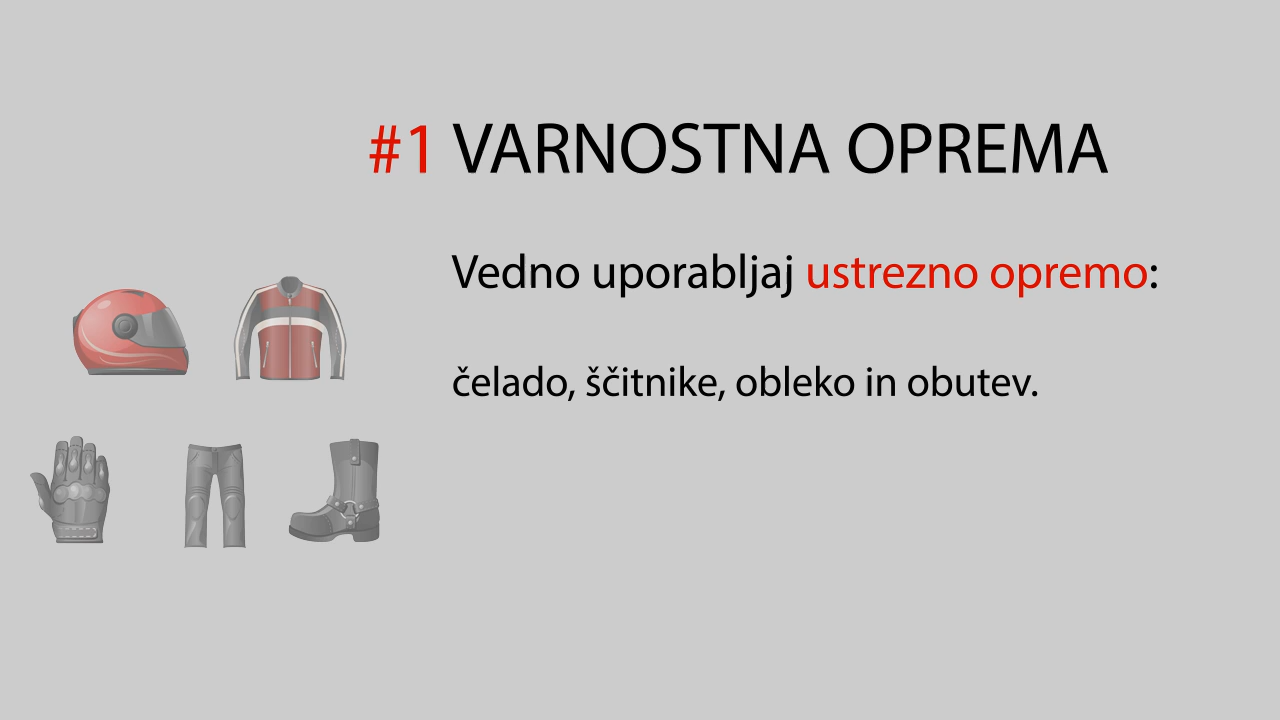 #1 VARNOSTNA OPREMA
Vedno uporabljaj ustrezno opremo:
čelado, ščitnike, obleko in obutev.